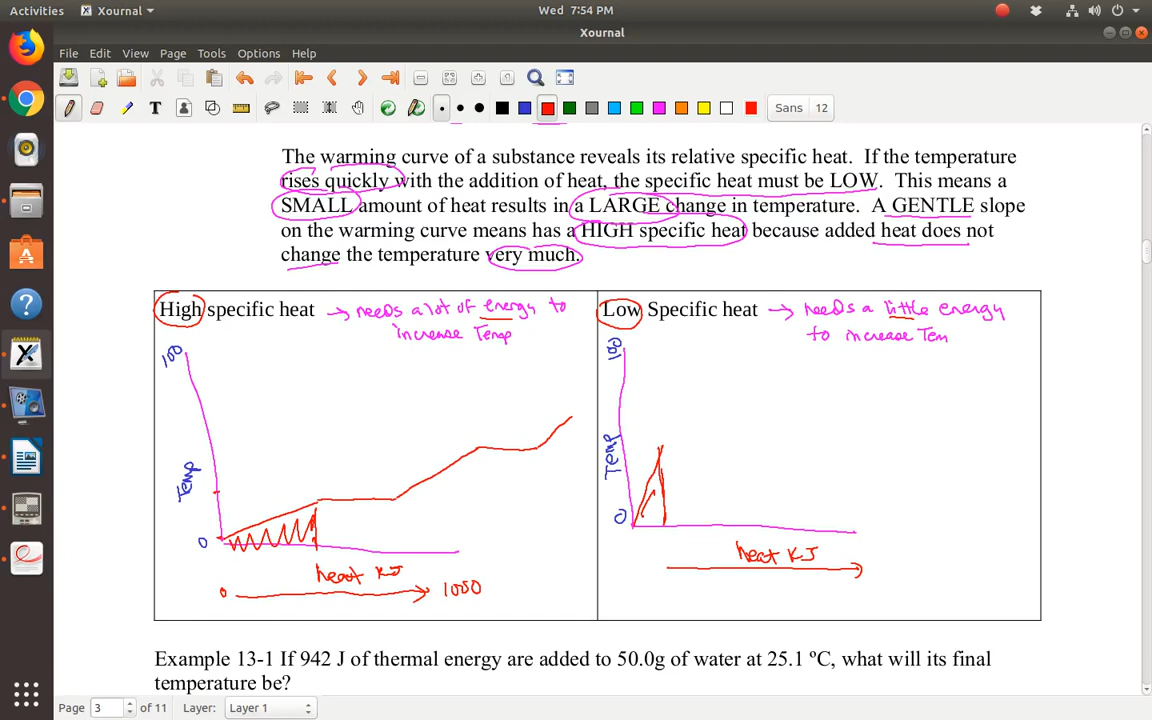 Activities Xournal Wed 7:54 PM
Xournal
File Edit View Page Tools Options Help
Sans 12
The warming curve of a substance reveals its relative specific heat. If the temperature
rises quickly with the addition of heat, the specific heat must be LOW. This means a
SMALL amount of heat results in a LARGE change in temperature. A GENTLE slope
on the warming curve means has a HIGH specific heat because added heat does not
change the temperature very much.
High specific heat → needs a lot of energy to
increase Temp
100
Temp
0
heat KJ
0 → 1000
Low Specific heat → needs a little energy
to increase Tem
100
Temp
0
heat KJ
Example 13-1 If 942 J of thermal energy are added to 50.0g of water at 25.1 ºC, what will its final
temperature be?
Page 3 of 11 Layer: Layer 1